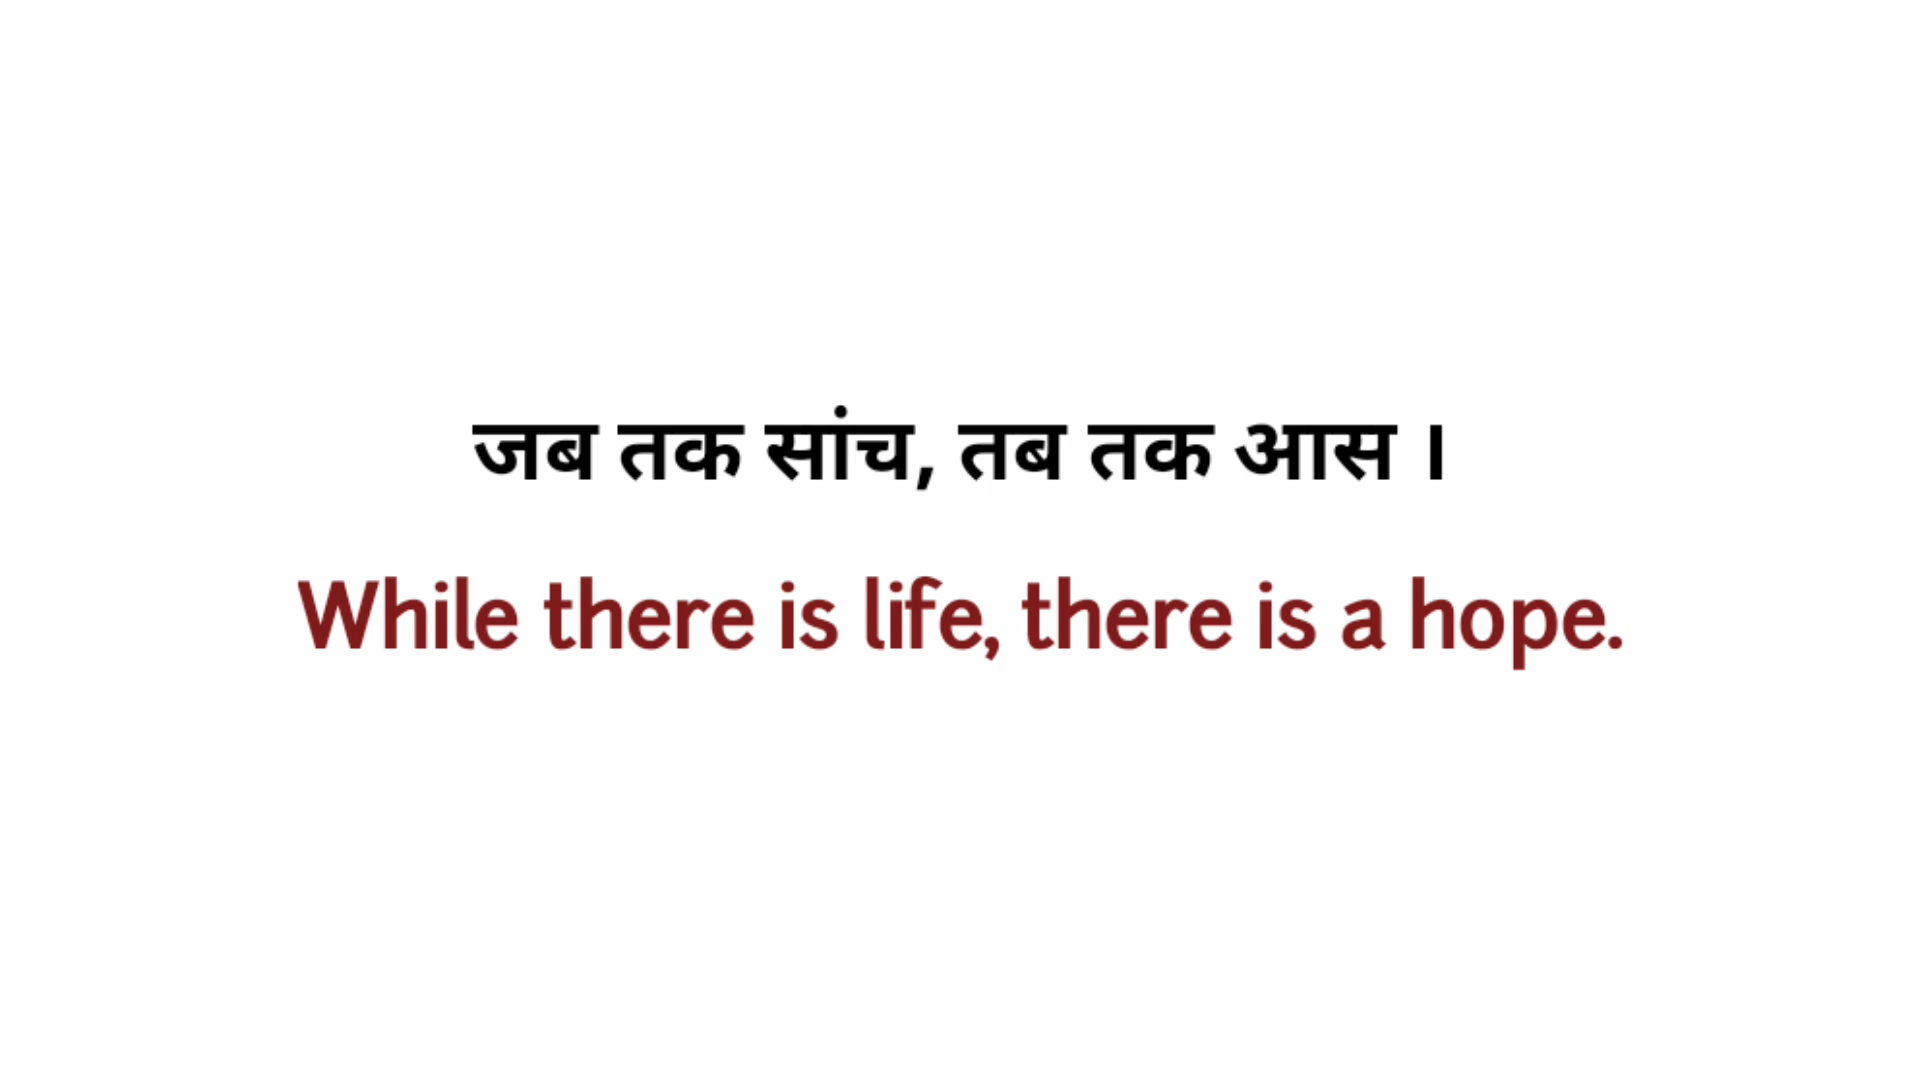 जब तक सांच, तब तक आस ।
While there is life, there is a hope.